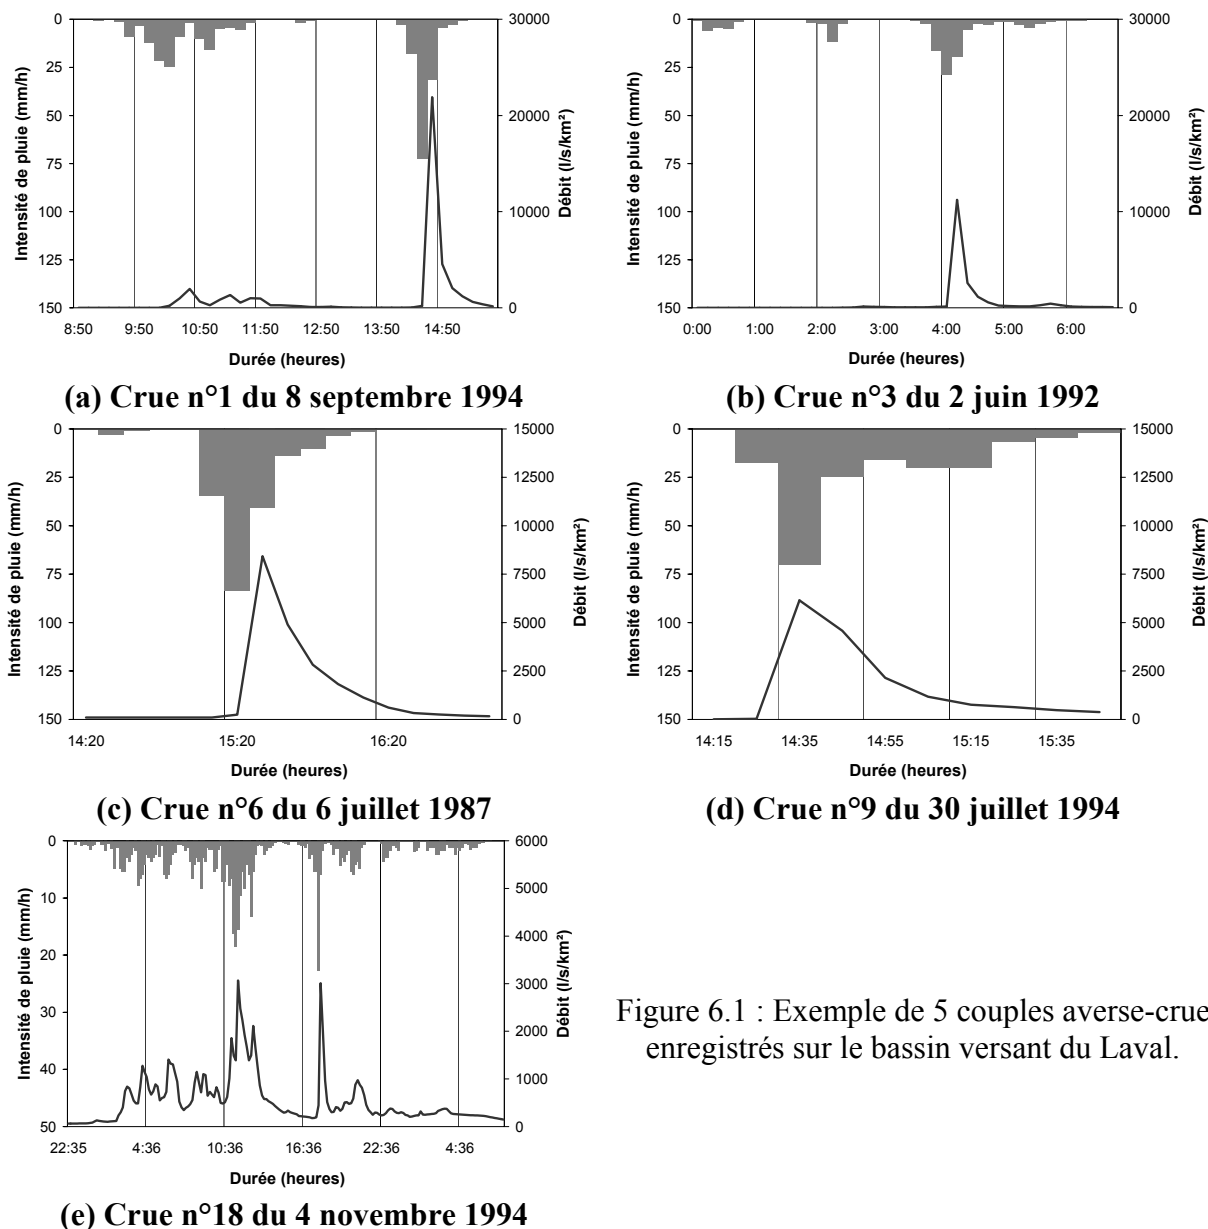 0
25
50
75
100
125
150
Intensité de pluie (mm/h)
30000
20000
10000
0
Débit (l/s/km²)
8:50 9:50 10:50 11:50 12:50 13:50 14:50
Durée (heures)
(a) Crue n°1 du 8 septembre 1994
0
25
50
75
100
125
150
Intensité de pluie (mm/h)
30000
20000
10000
0
Débit (l/s/km²)
0:00 1:00 2:00 3:00 4:00 5:00 6:00
Durée (heures)
(b) Crue n°3 du 2 juin 1992
0
25
50
75
100
125
150
Intensité de pluie (mm/h)
15000
12500
10000
7500
5000
2500
0
Débit (l/s/km²)
14:20 15:20 16:20
Durée (heures)
(c) Crue n°6 du 6 juillet 1987
0
25
50
75
100
125
150
Intensité de pluie (mm/h)
15000
12500
10000
7500
5000
2500
0
Débit (l/s/km²)
14:15 14:35 14:55 15:15 15:35
Durée (heures)
(d) Crue n°9 du 30 juillet 1994
0
10
20
30
40
50
Intensité de pluie (mm/h)
6000
5000
4000
3000
2000
1000
0
Débit (l/s/km²)
22:35 4:36 10:36 16:36 22:36 4:36
Durée (heures)
(e) Crue n°18 du 4 novembre 1994
Figure 6.1 : Exemple de 5 couples averse-crue
enregistrés sur le bassin versant du Laval.